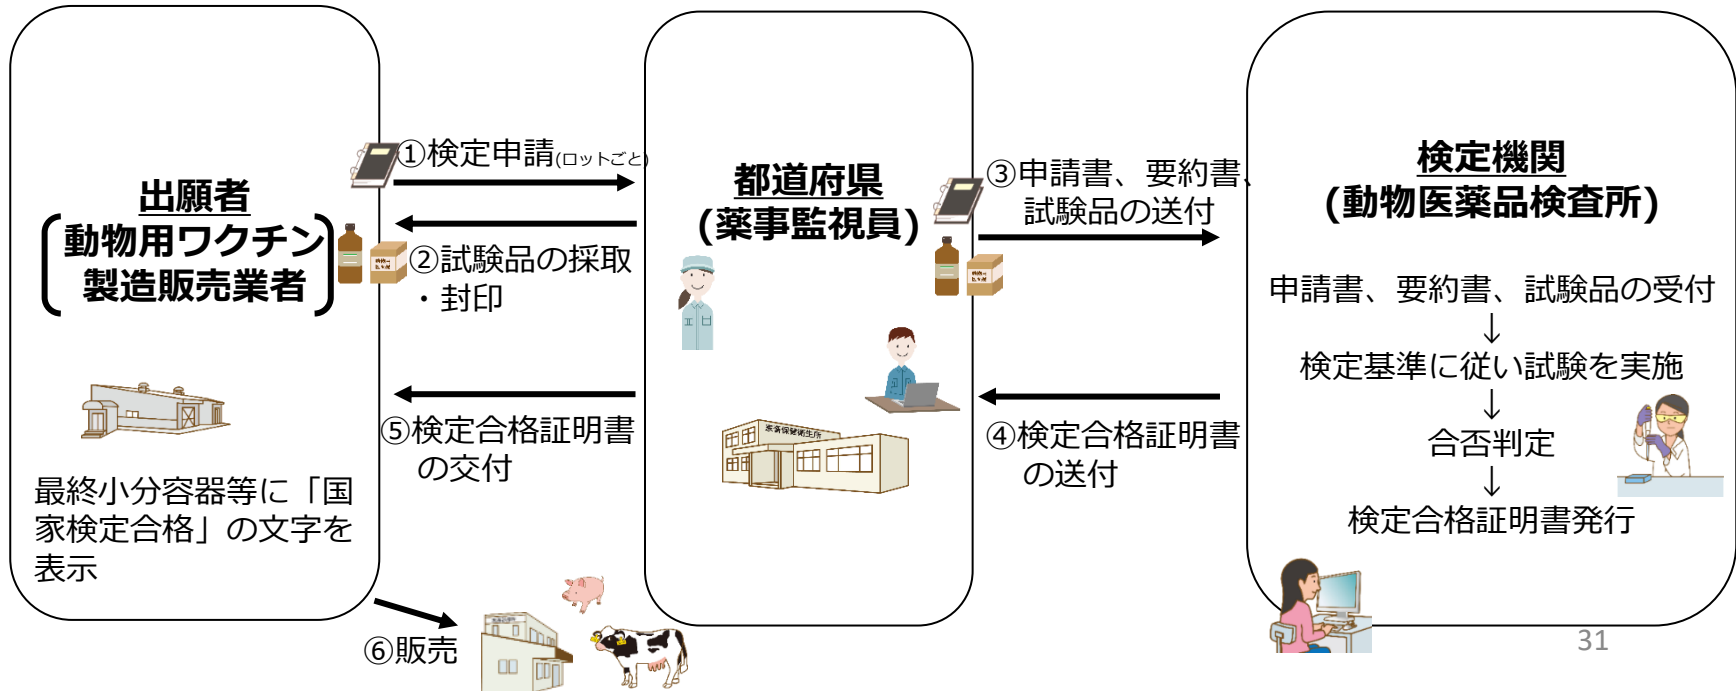 出願者
動物用ワクチン
製造販売業者
最終小分容器等に「国
家検定合格」の文字を
表示
①検定申請(ロットごと)
②試験品の採取
・封印
⑤検定合格証明書
の交付
⑥販売
都道府県
(薬事監視員)
家畜保健衛生所
③申請書、要約書、
試験品の送付
④検定合格証明書
の送付
検定機関
(動物医薬品検査所)
申請書、要約書、試験品の受付
↓
検定基準に従い試験を実施
↓
合否判定
↓
検定合格証明書発行
31